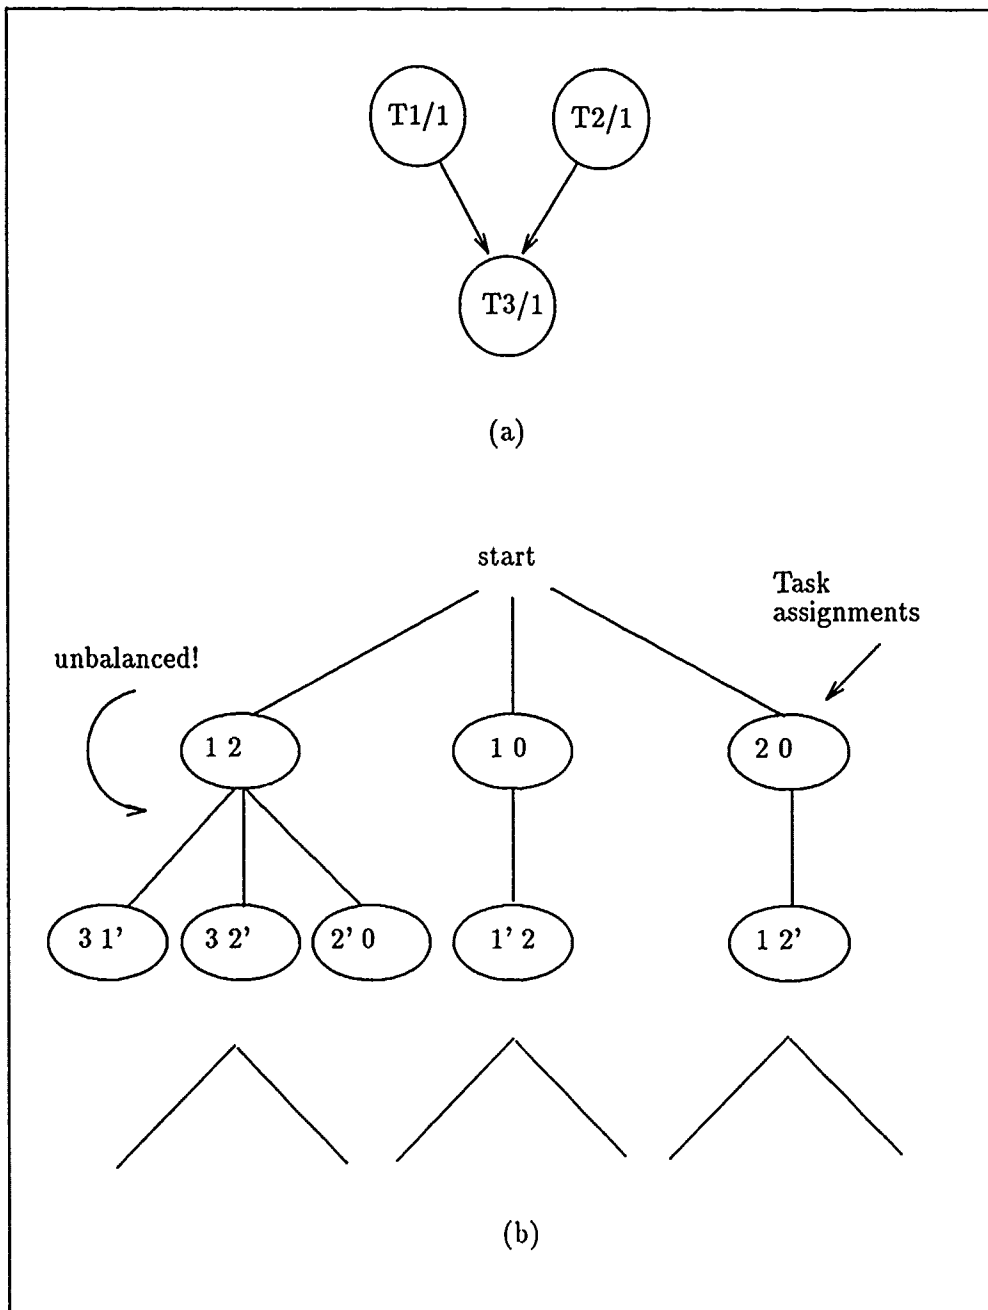 T1/1
T2/1
T3/1
(a)
start
Task
assignments
unbalanced!
1 2
1 0
2 0
3 1'
3 2'
2' 0
1' 2
1 2'
(b)